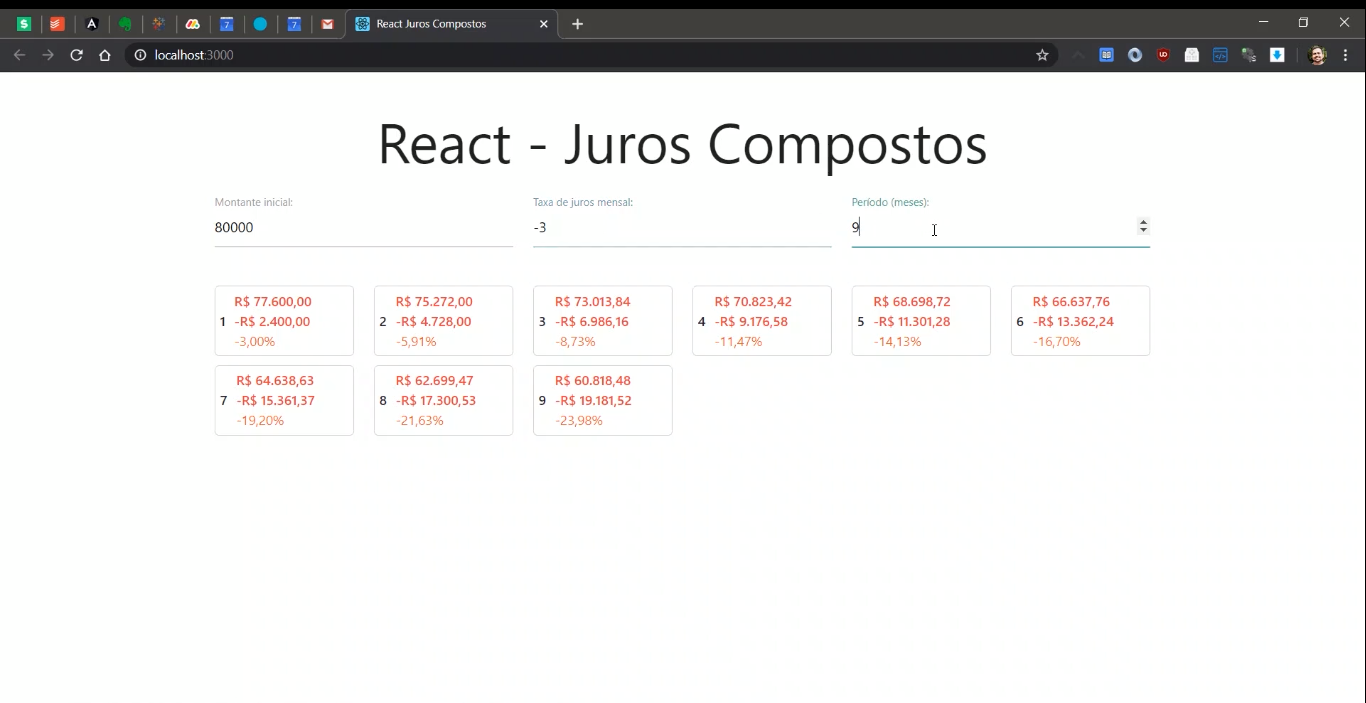 React Juros Compostos
localhost:3000
React - Juros Compostos
Montante inicial: Taxa de juros mensal: Período (meses):
80000 -3 9
R$ 77.600,00 R$ 75.272,00 R$ 73.013,84 R$ 70.823,42 R$ 68.698,72 R$ 66.637,76
1 -R$ 2.400,00 2 -R$ 4.728,00 3 -R$ 6.986,16 4 -R$ 9.176,58 5 -R$ 11.301,28 6 -R$ 13.362,24
-3,00% -5,91% -8,73% -11,47% -14,13% -16,70%
R$ 64.638,63 R$ 62.699,47 R$ 60.818,48
7 -R$ 15.361,37 8 -R$ 17.300,53 9 -R$ 19.181,52
-19,20% -21,63% -23,98%